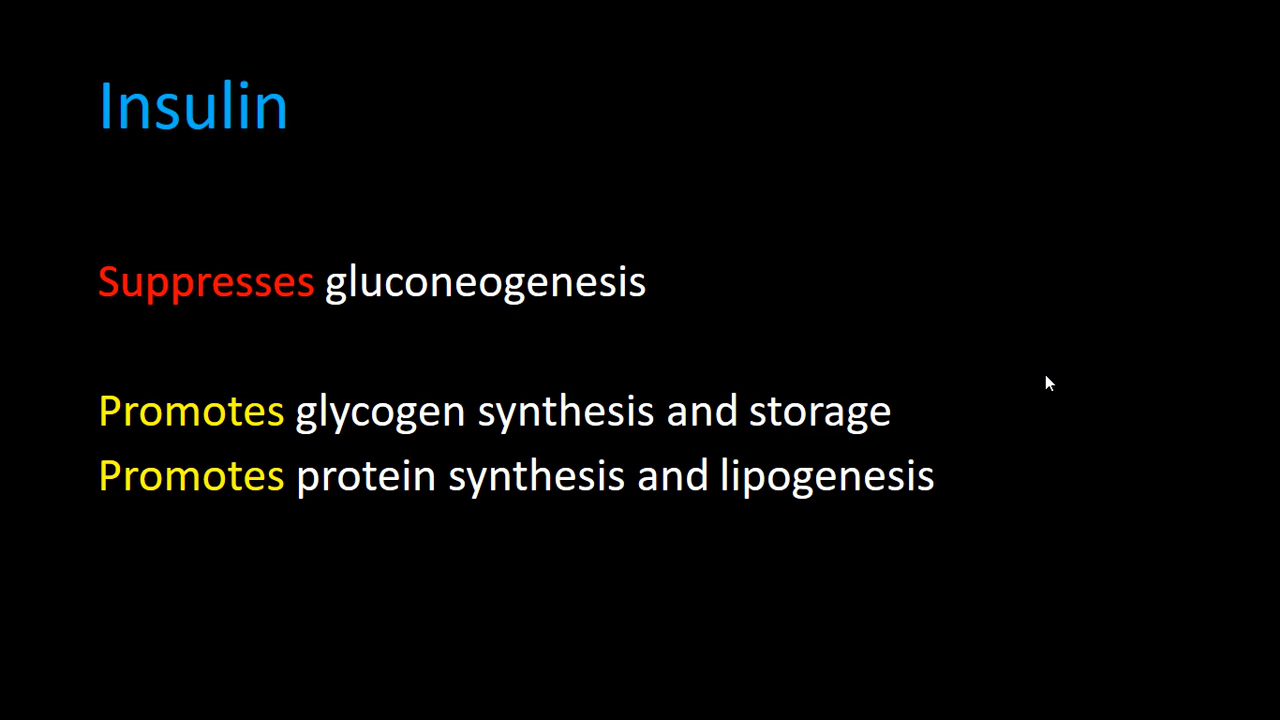 Insulin
Suppresses gluconeogenesis
Promotes glycogen synthesis and storage
Promotes protein synthesis and lipogenesis